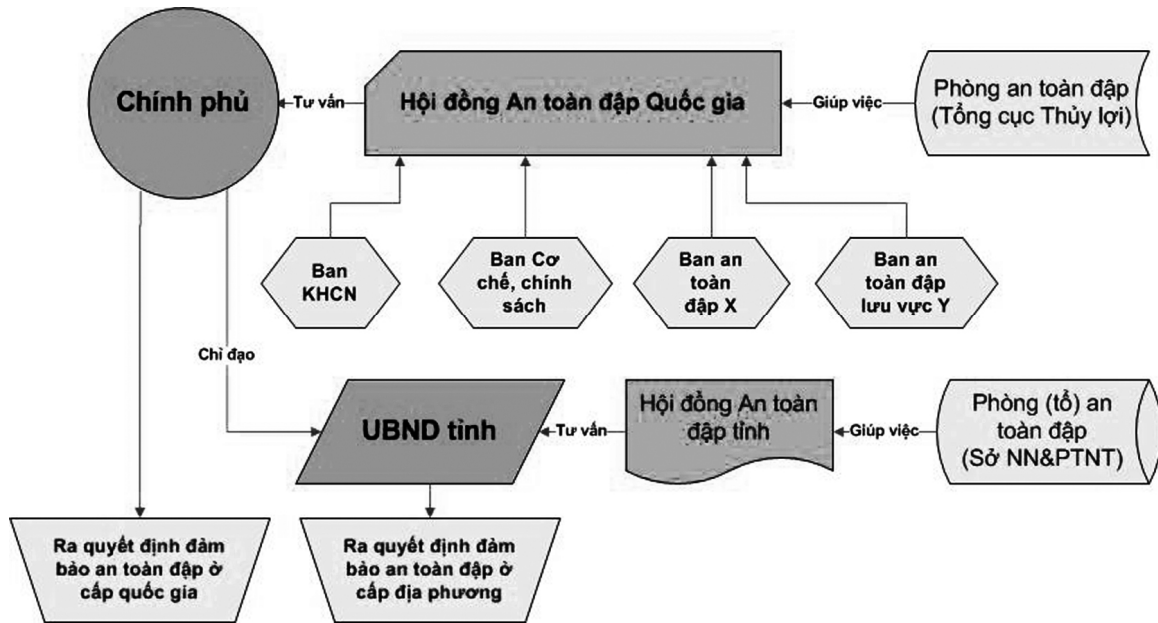 Chính phủ
Tư vấn
Hội đồng An toàn đập Quốc gia
Giúp việc
Phòng an toàn đập
(Tổng cục Thủy lợi)
Ban
KHCN
Ban Cơ
chế, chính
sách
Ban an
toàn
đập X
Ban an
toàn đập
lưu vực Y
Chỉ đạo
UBND tỉnh
Tư vấn
Hội đồng An toàn
đập tỉnh
Giúp việc
Phòng (tổ) an
toàn đập
(Sở NN&PTNT)
Ra quyết định đảm
bảo an toàn đập ở
cấp quốc gia
Ra quyết định đảm
bảo an toàn đập ở
cấp địa phương